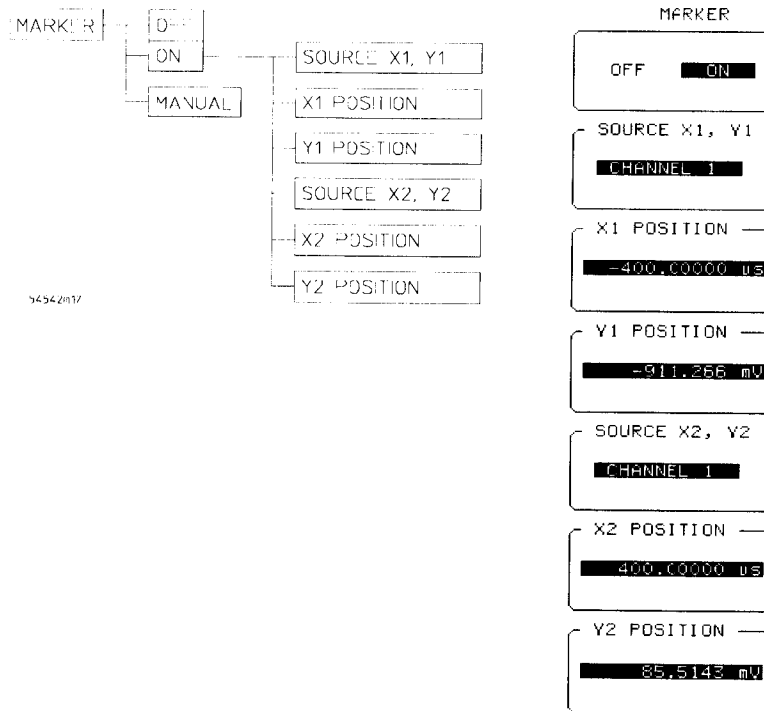 MARKER
OFF
ON
MANUAL
SOURCE X1, Y1
X1 POSITION
Y1 POSITION
SOURCE X2, Y2
X2 POSITION
Y2 POSITION
54542m17
MARKER
OFF ON
SOURCE X1, Y1
CHANNEL 1
X1 POSITION
-400.00000 us
Y1 POSITION
-911.266 mV
SOURCE X2, Y2
CHANNEL 1
X2 POSITION
400.00000 us
Y2 POSITION
85.5143 mV